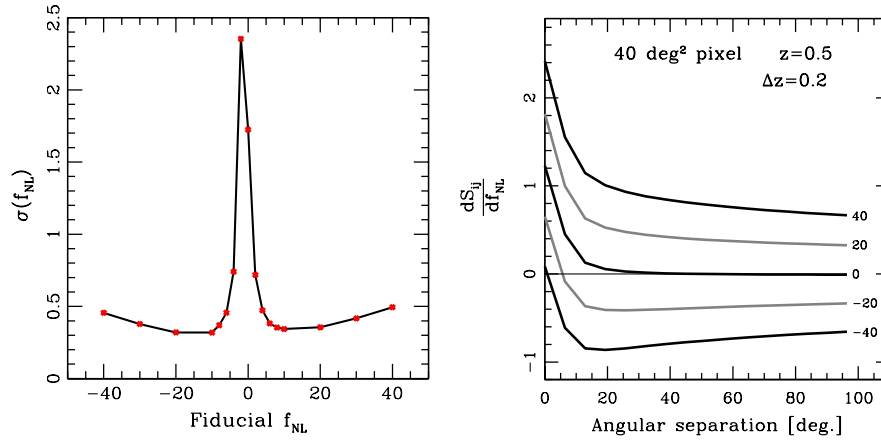 2.5
2
1.5
1
0.5
0
σ(f_NL)
−40 −20 0 20 40
Fiducial f_NL
40 deg² pixel z=0.5
Δz=0.2
2
1
0
−1
dS_ij
df_NL
40
20
0
−20
−40
0 20 40 60 80 100
Angular separation [deg.]